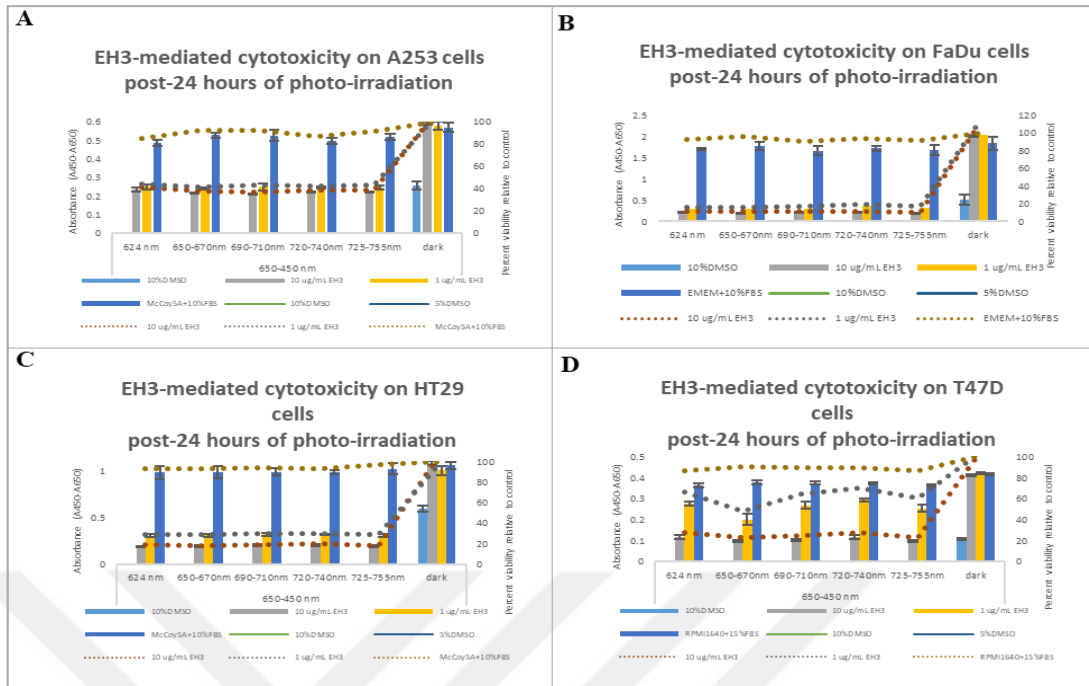 A
EH3-mediated cytotoxicity on A253 cells
post-24 hours of photo-irradiation
Absorbance (A450-A650)
0.6
0.5
0.4
0.3
0.2
0.1
0
100
80
60
40
20
0
Percent viability relative to control
624 nm 650-670nm 690-710nm 720-740nm 725-755nm dark
650-450 nm
10%DMSO 10 ug/mL EH3 1 ug/mL EH3
McCoy5A+10%FBS 10%DMSO 5%DMSO
10 ug/mL EH3 1 ug/mL EH3 McCoy5A+10%FBS
B
EH3-mediated cytotoxicity on FaDu cells
post-24 hours of photo-irradiation
Absorbance (A450-A650)
2.5
2
1.5
1
0.5
0
120
100
80
60
40
20
0
Percent viability relative to control
624 nm 650-670nm 690-710nm 720-740nm 725-755nm dark
650-450 nm
10%DMSO 10 ug/mL EH3 1 ug/mL EH3
EMEM+10%FBS 10%DMSO 5%DMSO
10 ug/mL EH3 1 ug/mL EH3 EMEM+10%FBS
C
EH3-mediated cytotoxicity on HT29
cells
post-24 hours of photo-irradiation
Absorbance (A450-A650)
1
0.5
0
100
80
60
40
20
0
Percent viability relative to control
624 nm 650-670nm 690-710nm 720-740nm 725-755nm dark
650-450 nm
10%DMSO 10 ug/mL EH3 1 ug/mL EH3
McCoy5A+10%FBS 10%DMSO 5%DMSO
10 ug/mL EH3 1 ug/mL EH3 McCoy5A+10%FBS
D
EH3-mediated cytotoxicity on T47D
cells
post-24 hours of photo-irradiation
Absorbance (A450-A650)
0.5
0.4
0.3
0.2
0.1
0
100
80
60
40
20
0
Percent viability relative to control
624 nm 650-670nm 690-710nm 720-740nm 725-755nm dark
650-450 nm
10%DMSO 10 ug/mL EH3 1 ug/mL EH3
RPMI1640+15%FBS 10%DMSO 5%DMSO
10 ug/mL EH3 1 ug/mL EH3 RPMI1640+15%FBS